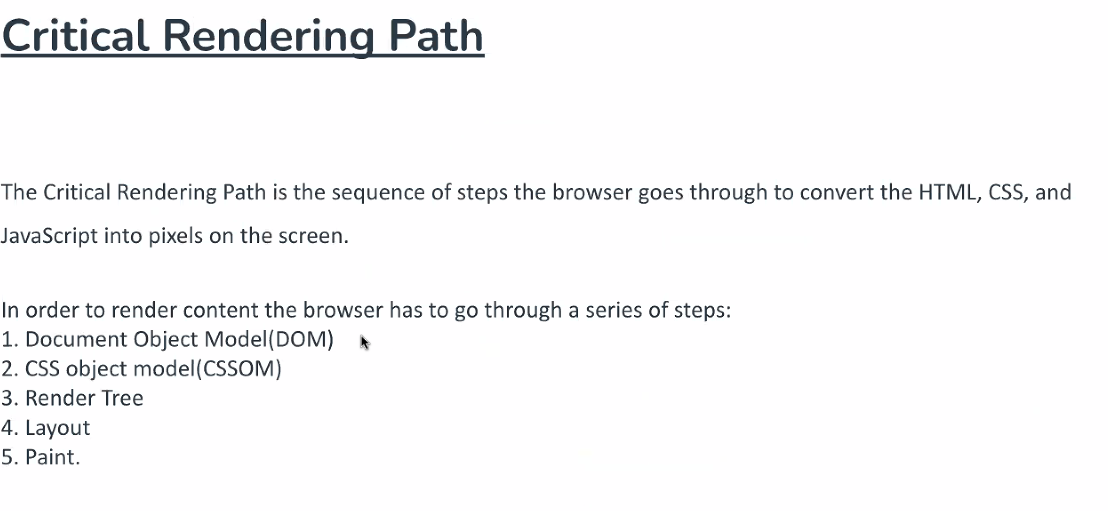 Critical Rendering Path
The Critical Rendering Path is the sequence of steps the browser goes through to convert the HTML, CSS, and
JavaScript into pixels on the screen.
In order to render content the browser has to go through a series of steps:
1. Document Object Model(DOM)
2. CSS object model(CSSOM)
3. Render Tree
4. Layout
5. Paint.